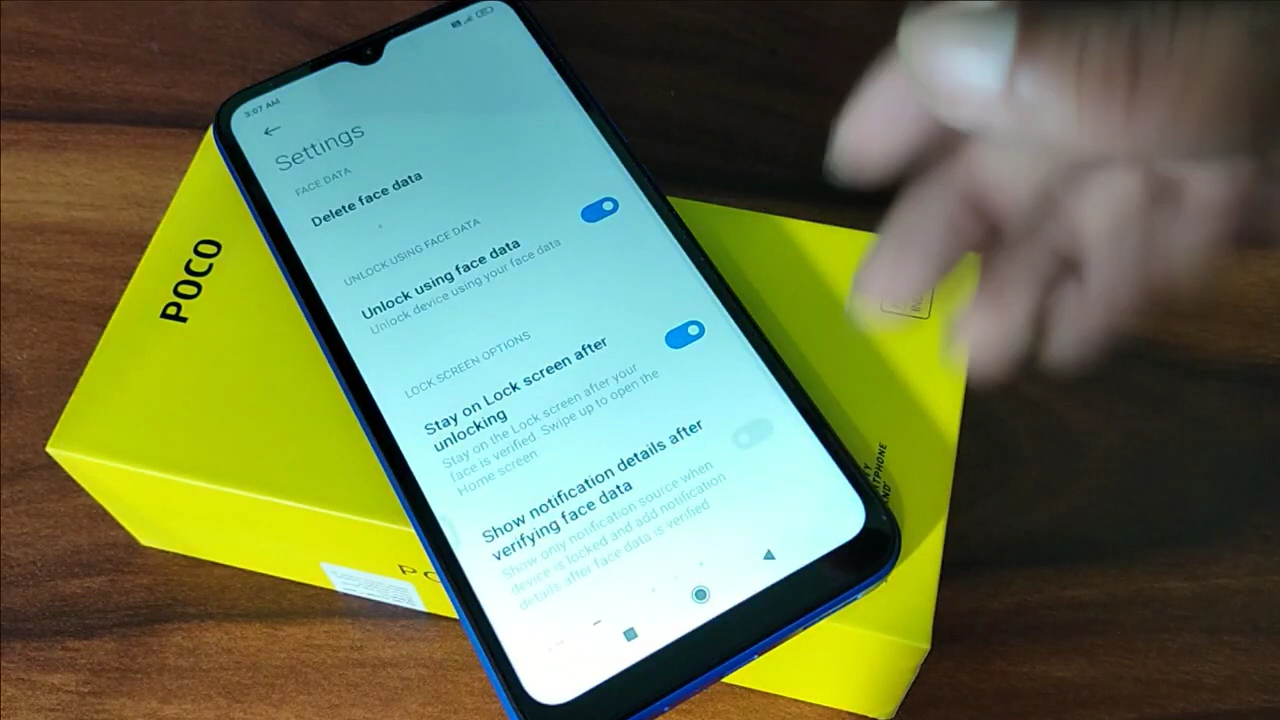 3:07 AM
Settings
FACE DATA
Delete face data
UNLOCK USING FACE DATA
Unlock using face data
Unlock device using your face data
LOCK SCREEN OPTIONS
Stay on Lock screen after
unlocking
Stay on the Lock screen after your
face is verified. Swipe up to open the
Home screen
Show notification details after
verifying face data
Show only notification source when
device is locked and add notification
details after face data is verified
POCO